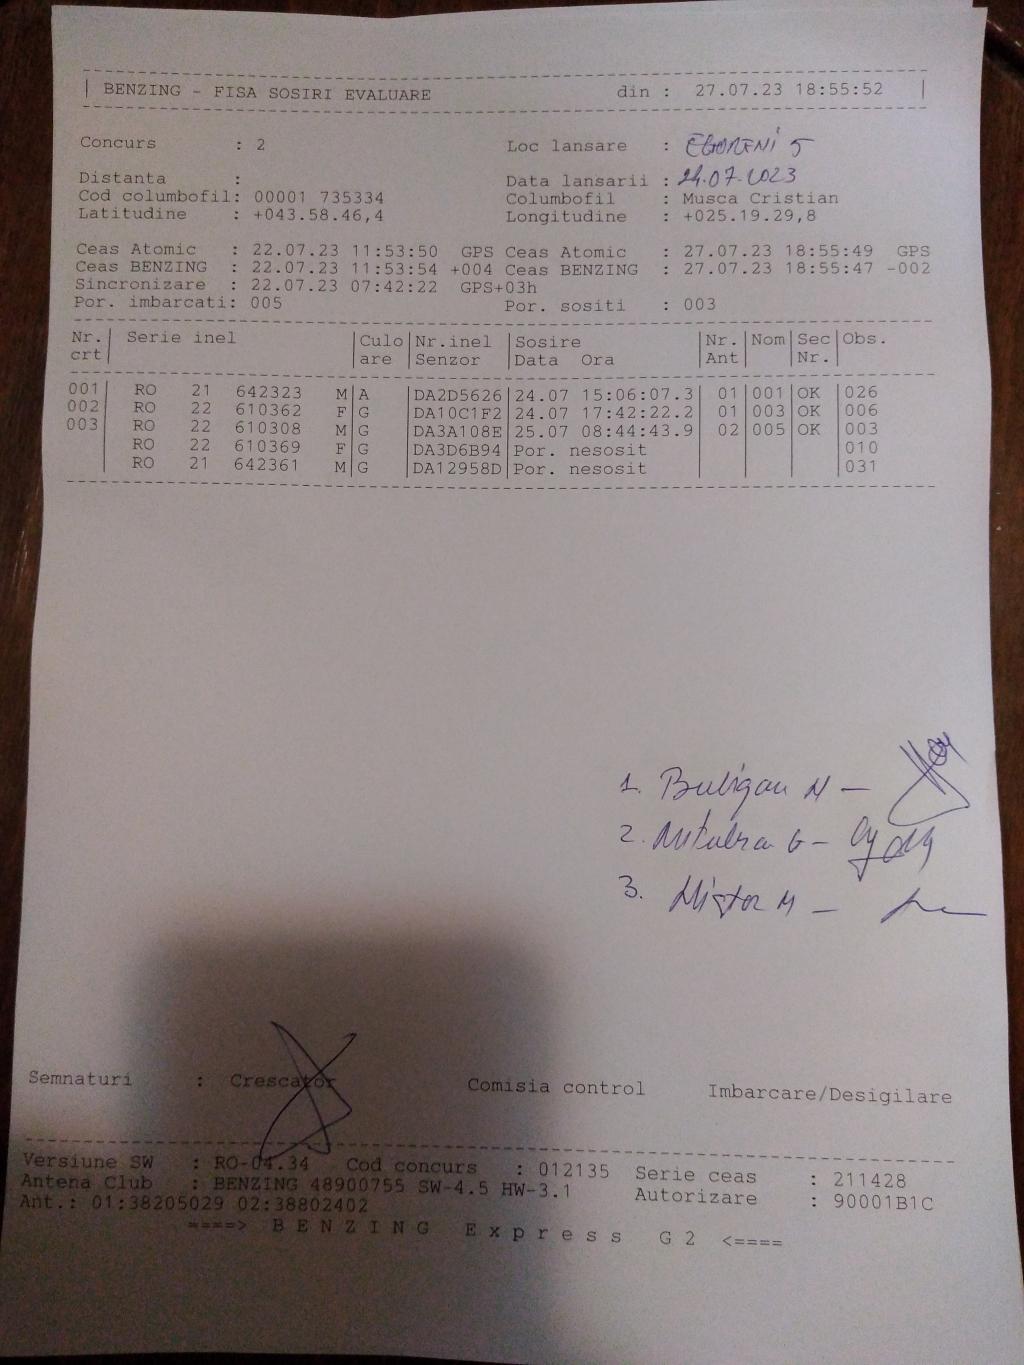 BENZING - FISA SOSIRI EVALUARE din : 27.07.23 18:55:52
Concurs : 2 Loc lansare : EGORENI 5
Distanta : Data lansarii : 24.07.2023
Cod columbofil: 00001 735334 Columbofil : Musca Cristian
Latitudine : +043.58.46,4 Longitudine : +025.19.29,8
Ceas Atomic : 22.07.23 11:53:50 GPS Ceas Atomic : 27.07.23 18:55:49 GPS
Ceas BENZING : 22.07.23 11:53:54 +004 Ceas BENZING : 27.07.23 18:55:47 -002
Sincronizare : 22.07.23 07:42:22 GPS+03h
Por. imbarcati: 005 Por. sositi : 003
Nr. Serie inel Culo Nr.inel Sosire Nr. Nom Sec Obs.
crt are Senzor Data Ora Ant Nr.
001 RO 21 642323 M A DA2D5626 24.07 15:06:07.3 01 001 OK 026
002 RO 22 610362 F G DA10C1F2 24.07 17:42:22.2 01 003 OK 006
003 RO 22 610308 M G DA3A108E 25.07 08:44:43.9 02 005 OK 003
RO 22 610369 F G DA3D6B94 Por. nesosit 010
RO 21 642361 M G DA12958D Por. nesosit 031
1. Buligan M -
2. G -
3. Mistor M -
Semnaturi : Crescator Comisia control Imbarcare/Desigilare
Versiune SW : RO-04.34 Cod concurs : 012135 Serie ceas : 211428
Antena Club : BENZING 48900755 SW-4.5 HW-3.1 Autorizare : 90001B1C
Ant.: 01:38205029 02:38802402
====> B E N Z I N G E x p r e s s G 2 <====